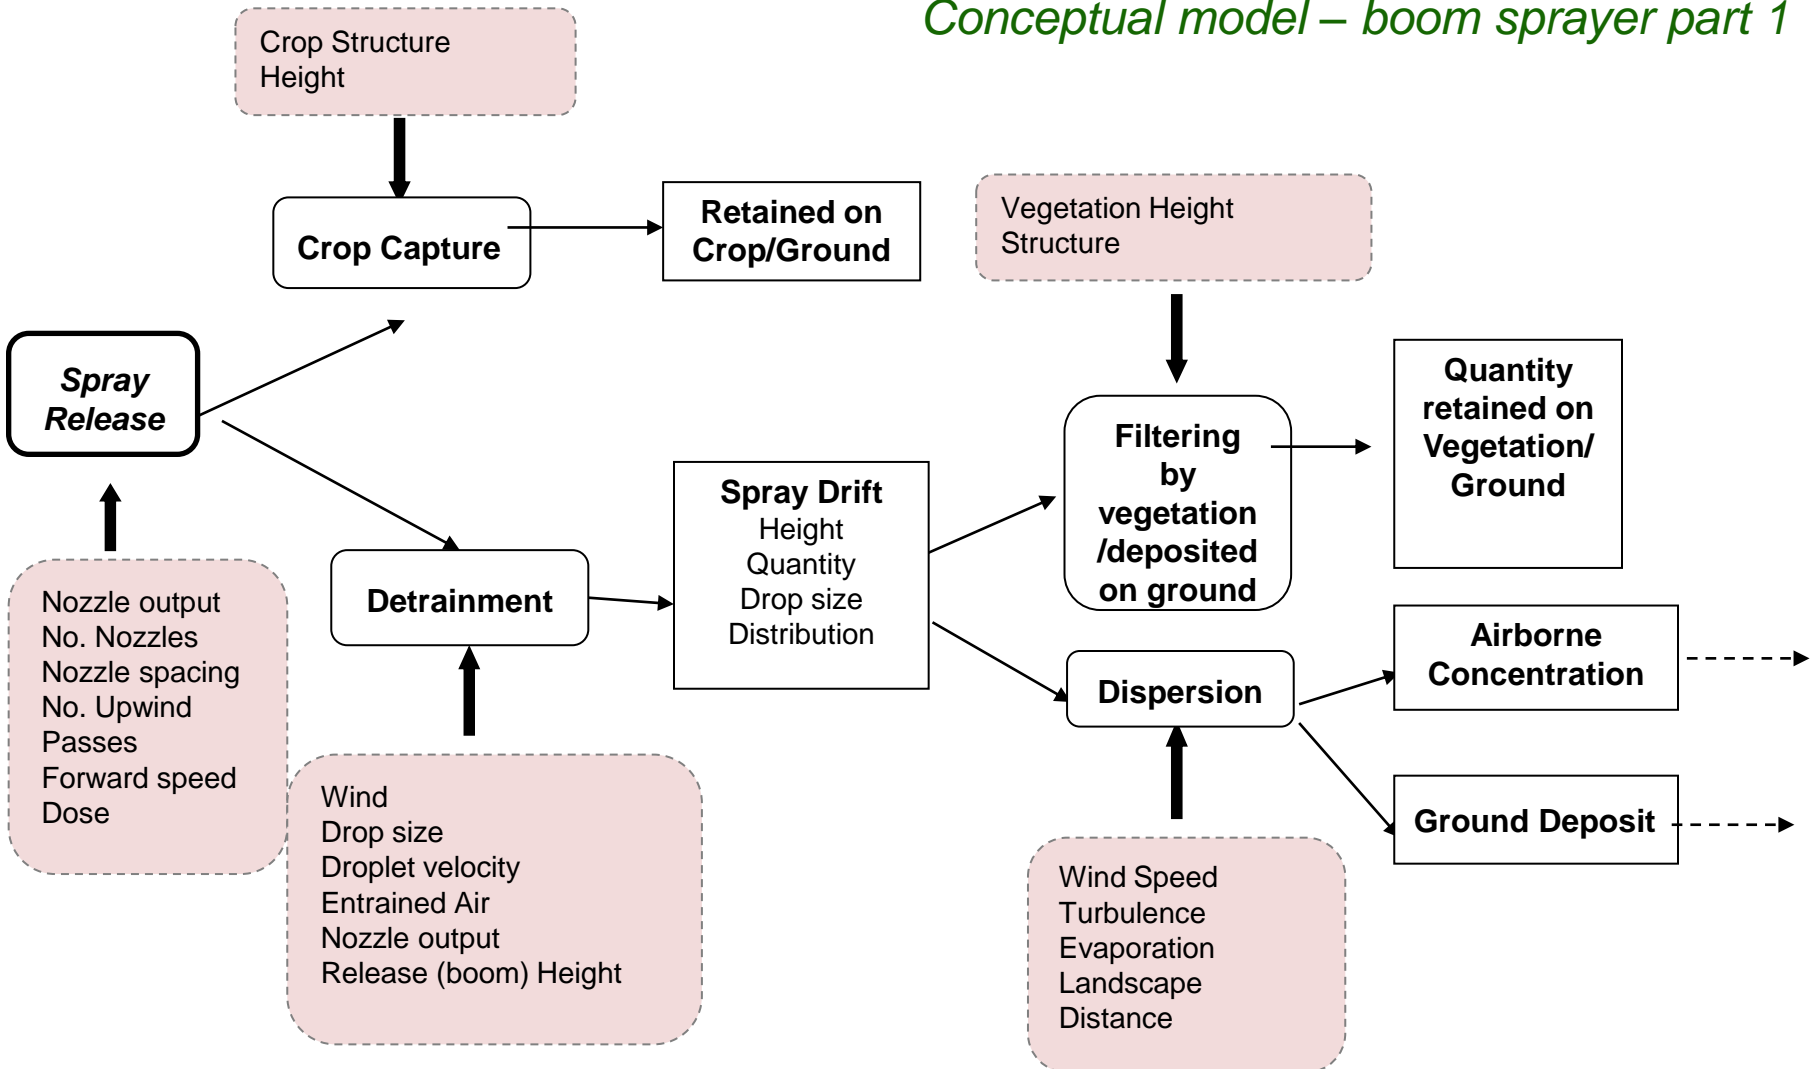 Conceptual model – boom sprayer part 1
Crop Structure
Height
Crop Capture
Retained on
Crop/Ground
Vegetation Height
Structure
Spray
Release
Quantity
retained on
Vegetation/
Ground
Filtering
by
vegetation
/deposited
on ground
Spray Drift
Height
Quantity
Drop size
Distribution
Detrainment
Nozzle output
No. Nozzles
Nozzle spacing
No. Upwind
Passes
Forward speed
Dose
Airborne
Concentration
Dispersion
Wind
Drop size
Droplet velocity
Entrained Air
Nozzle output
Release (boom) Height
Ground Deposit
Wind Speed
Turbulence
Evaporation
Landscape
Distance